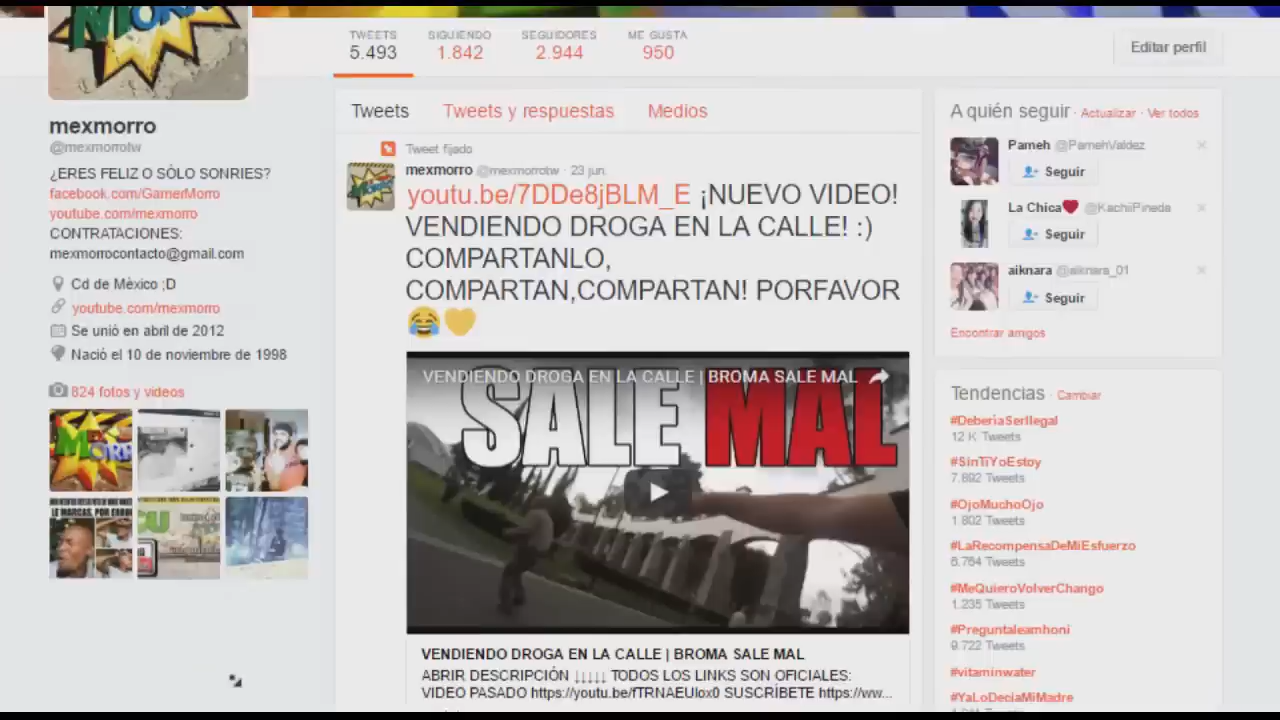 TWEETS SIGUIENDO SEGUIDORES ME GUSTA
5.493 1.842 2.944 950
Editar perfil
mexmorro
@mexmorrotw
¿ERES FELIZ O SÓLO SONRIES?
facebook.com/GamerMorro
youtube.com/mexmorro
CONTRATACIONES:
mexmorrocontacto@gmail.com
Cd de México ;D
youtube.com/mexmorro
Se unió en abril de 2012
Nació el 10 de noviembre de 1998
824 fotos y videos
Tweets Tweets y respuestas Medios
Tweet fijado
mexmorro @mexmorrotw · 23 jun.
youtu.be/7DDe8jBLM_E ¡NUEVO VIDEO!
VENDIENDO DROGA EN LA CALLE! :)
COMPARTANLO,
COMPARTAN,COMPARTAN! PORFAVOR
😂💛
VENDIENDO DROGA EN LA CALLE | BROMA SALE MAL
SALE MAL
VENDIENDO DROGA EN LA CALLE | BROMA SALE MAL
ABRIR DESCRIPCIÓN ↓↓↓↓↓ TODOS LOS LINKS SON OFICIALES:
VIDEO PASADO https://youtu.be/fTRNAEUIox0 SUSCRÍBETE https://ww...
A quién seguir · Actualizar · Ver todos
Pameh @PamehValdez
Seguir
La Chica❤ @KachiiPineda
Seguir
aiknara @aiknara_01
Seguir
Encontrar amigos
Tendencias · Cambiar
#DeberíaSerIlegal
12 K Tweets
#SinTiYoEstoy
7.892 Tweets
#OjoMuchoOjo
1.802 Tweets
#LaRecompensaDeMiEsfuerzo
6.764 Tweets
#MeQuieroVolverChango
1.235 Tweets
#Preguntaleamhoni
9.722 Tweets
#vitaminwater
#YaLoDeciaMiMadre